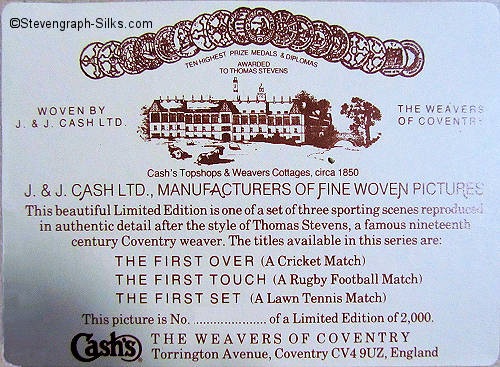 ©Stevengraph-Silks.com
TEN HIGHEST PRIZE MEDALS & DIPLOMAS
AWARDED
TO THOMAS STEVENS
WOVEN BY
J. & J. CASH LTD.
THE WEAVERS
OF COVENTRY
Cash's Topshops & Weavers Cottages, circa 1850
J. & J. CASH LTD., MANUFACTURERS OF FINE WOVEN PICTURES
This beautiful Limited Edition is one of a set of three sporting scenes reproduced
in authentic detail after the style of Thomas Stevens, a famous nineteenth
century Coventry weaver. The titles available in this series are:
THE FIRST OVER (A Cricket Match)
THE FIRST TOUCH (A Rugby Football Match)
THE FIRST SET (A Lawn Tennis Match)
This picture is No. ...................... of a Limited Edition of 2,000.
Cash's® THE WEAVERS OF COVENTRY
Torrington Avenue, Coventry CV4 9UZ, England